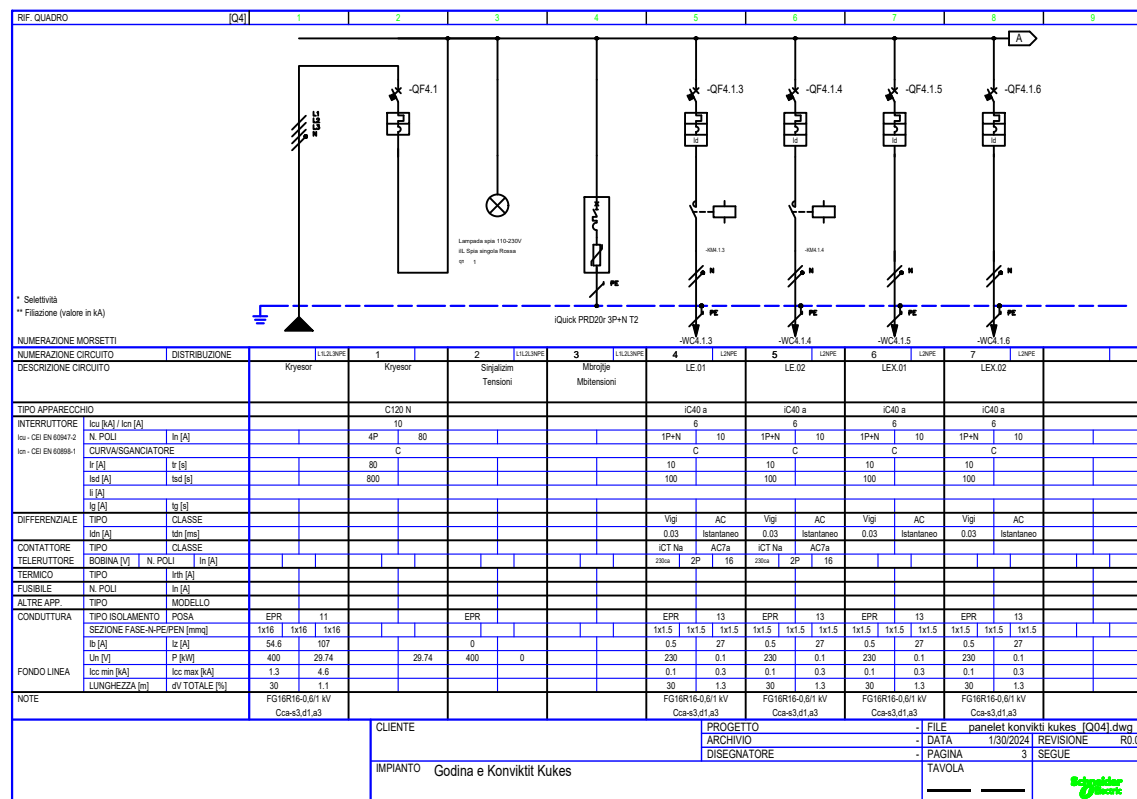 RIF. QUADRO [Q4] 1 2 3 4 5 6 7 8 9
A
-QF4.1 -QF4.1.3 -QF4.1.4 -QF4.1.5 -QF4.1.6
Id Id Id Id
Lampada spia 110-230V
iIL Spia singola Rossa
1
-KM4.1.3 -KM4.1.4
N N N N
PE
* Selettività
** Filiazione (valore in kA)
iQuick PRD20r 3P+N T2
PE PE PE PE
NUMERAZIONE MORSETTI -WC4.1.3 -WC4.1.4 -WC4.1.5 -WC4.1.6
NUMERAZIONE CIRCUITO DISTRIBUZIONE L1L2L3NPE 1 2 L1L2L3NPE 3 L1L2L3NPE 4 L2NPE 5 L2NPE 6 L2NPE 7 L2NPE
DESCRIZIONE CIRCUITO Kryesor Kryesor Sinjalizim Mbrojtje LE.01 LE.02 LEX.01 LEX.02
Tensioni Mbitensioni
TIPO APPARECCHIO C120 N iC40 a iC40 a iC40 a iC40 a
INTERRUTTORE Icu [kA] / Icn [A] 10 6 6 6 6
Icu - CEI EN 60947-2 N. POLI In [A] 4P 80 1P+N 10 1P+N 10 1P+N 10 1P+N 10
Icn - CEI EN 60898-1 CURVA/SGANCIATORE C C C C C
Ir [A] tr [s] 80 10 10 10 10
Isd [A] tsd [s] 800 100 100 100 100
Ii [A]
Ig [A] tg [s]
DIFFERENZIALE TIPO CLASSE Vigi AC Vigi AC Vigi AC Vigi AC
Idn [A] tdn [ms] 0.03 Istantaneo 0.03 Istantaneo 0.03 Istantaneo 0.03 Istantaneo
CONTATTORE TIPO CLASSE iCT Na AC7a iCT Na AC7a
TELERUTTORE BOBINA [V] N. POLI In [A] 230ca 2P 16 230ca 2P 16
TERMICO TIPO Irth [A]
FUSIBILE N. POLI In [A]
ALTRE APP. TIPO MODELLO
CONDUTTURA TIPO ISOLAMENTO POSA EPR 11 EPR EPR 13 EPR 13 EPR 13 EPR 13
SEZIONE FASE-N-PE/PEN [mmq] 1x16 1x16 1x16 1x1.5 1x1.5 1x1.5 1x1.5 1x1.5 1x1.5 1x1.5 1x1.5 1x1.5 1x1.5 1x1.5 1x1.5
Ib [A] Iz [A] 54.6 107 0 0.5 27 0.5 27 0.5 27 0.5 27
Un [V] P [kW] 400 29.74 29.74 400 0 230 0.1 230 0.1 230 0.1 230 0.1
FONDO LINEA Icc min [kA] Icc max [kA] 1.3 4.6 0.1 0.3 0.1 0.3 0.1 0.3 0.1 0.3
LUNGHEZZA [m] dV TOTALE [%] 30 1.1 30 1.3 30 1.3 30 1.3 30 1.3
NOTE FG16R16-0,6/1 kV FG16R16-0,6/1 kV FG16R16-0,6/1 kV FG16R16-0,6/1 kV FG16R16-0,6/1 kV
Cca-s3,d1,a3 Cca-s3,d1,a3 Cca-s3,d1,a3 Cca-s3,d1,a3 Cca-s3,d1,a3
CLIENTE PROGETTO - FILE panelet konvikti kukes_[Q04].dwg
ARCHIVIO - DATA 1/30/2024 REVISIONE R0.0
DISEGNATORE - PAGINA 3 SEGUE
IMPIANTO Godina e Konviktit Kukes TAVOLA
Schneider
Electric